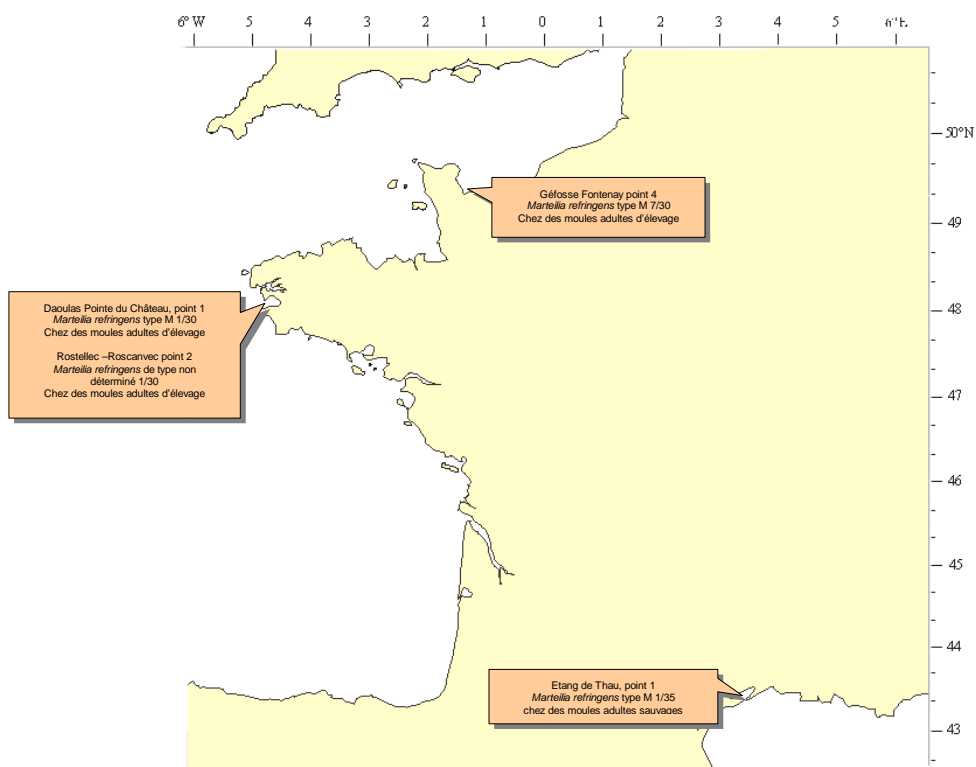 6° W 5 4 3 2 1 0 1 2 3 4 5 6°E
50°N
Géfosse Fontenay point 4
Marteilia refringens type M 7/30
Chez des moules adultes d'élevage
49
48
Daoulas Pointe du Château, point 1
Marteilia refringens type M 1/30
Chez des moules adultes d'élevage
Rostellec –Roscanvec point 2
Marteilia refringens de type non
déterminé 1/30
Chez des moules adultes d'élevage
47
46
45
44
Etang de Thau, point 1
Marteilia refringens type M 1/35
chez des moules adultes sauvages
43